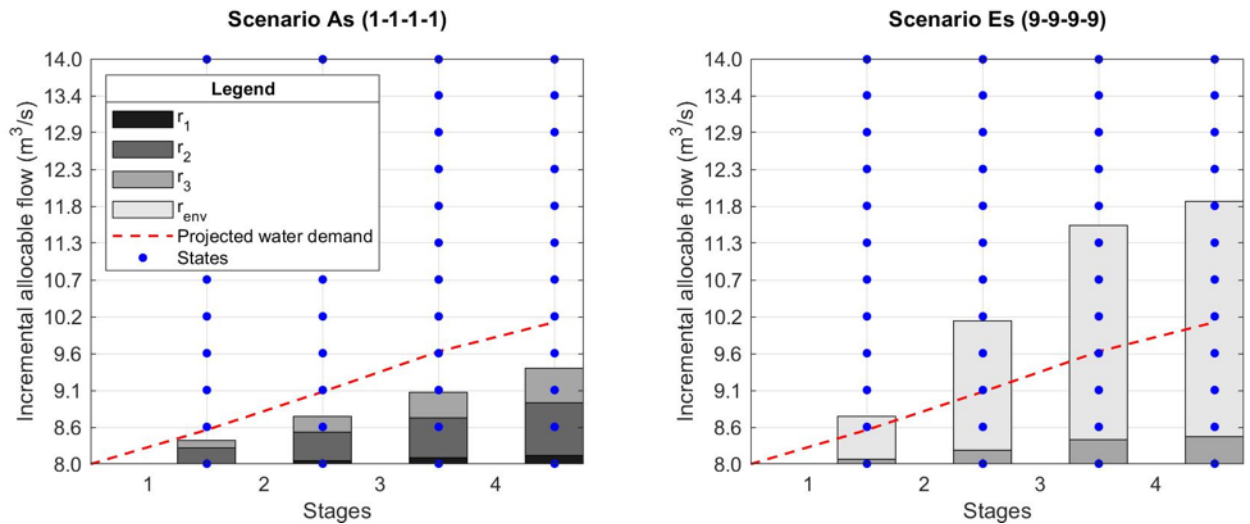 Scenario As (1-1-1-1)
Incremental allocable flow (m³/s)
14.0
13.4
12.9
12.3
11.8
11.3
10.7
10.2
9.6
9.1
8.6
8.0
Legend
r₁
r₂
r₃
r_env
Projected water demand
States
1 2 3 4
Stages
Scenario Es (9-9-9-9)
Incremental allocable flow (m³/s)
14.0
13.4
12.9
12.3
11.8
11.3
10.7
10.2
9.6
9.1
8.6
8.0
1 2 3 4
Stages